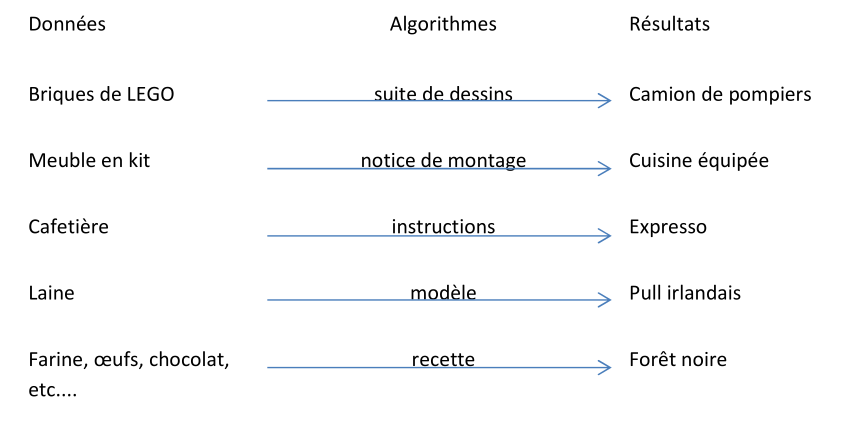 Données Algorithmes Résultats
Briques de LEGO suite de dessins Camion de pompiers
Meuble en kit notice de montage Cuisine équipée
Cafetière instructions Expresso
Laine modèle Pull irlandais
Farine, œufs, chocolat, recette Forêt noire
etc....